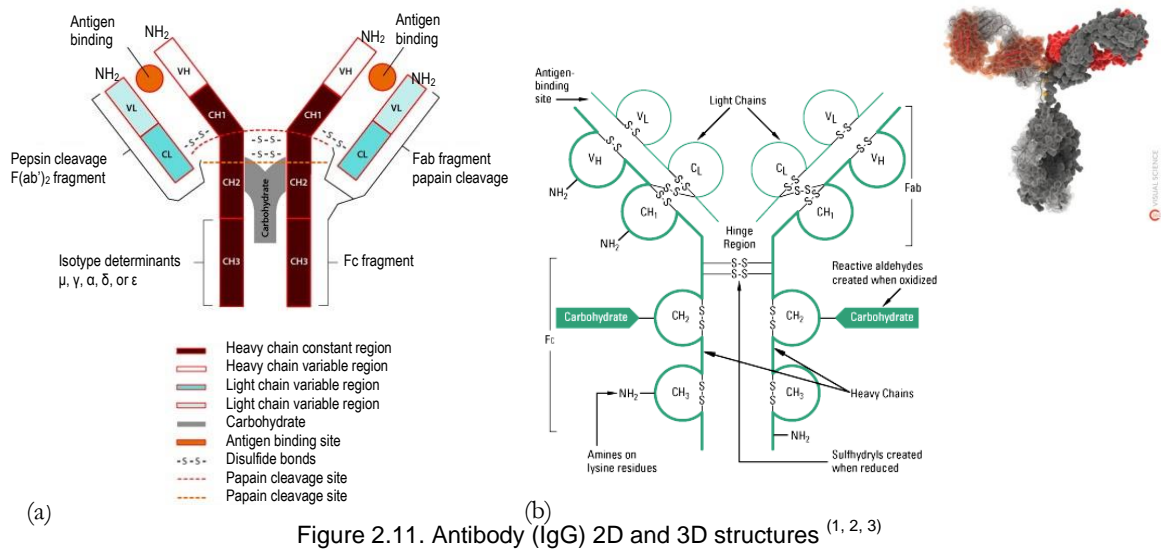 Antigen
binding
NH2
NH2
Antigen
binding
NH2
NH2
VH
VH
VL
VL
CH1
CH1
CL
CL
-S-S-
-S-S-
-S-S-
-S-S-
Pepsin cleavage
F(ab')2 fragment
Fab fragment
papain cleavage
CH2
CH2
Carbohydrate
Isotype determinants
μ, γ, α, δ, or ε
CH3
CH3
Fc fragment
Heavy chain constant region
Heavy chain variable region
Light chain variable region
Light chain variable region
Carbohydrate
Antigen binding site
-S-S- Disulfide bonds
Papain cleavage site
Papain cleavage site
(a)
Antigen-
binding
site
Light Chains
VL
VL
S-S
S-S
VH
VH
S-S
S-S
CL
CL
S-S
S-S
S-S
S-S
NH2
CH1
CH1
S-S
S-S
NH2
Fab
Hinge
Region
S-S
S-S
Reactive aldehydes
created when oxidized
Carbohydrate
CH2
S-S
S-S
CH2
Carbohydrate
Fc
NH2
CH3
S-S
S-S
CH3
Heavy Chains
NH2
Amines on
lysine residues
Sulfhydryls created
when reduced
(b)
VISUAL SCIENCE
Figure 2.11. Antibody (IgG) 2D and 3D structures (1, 2, 3)